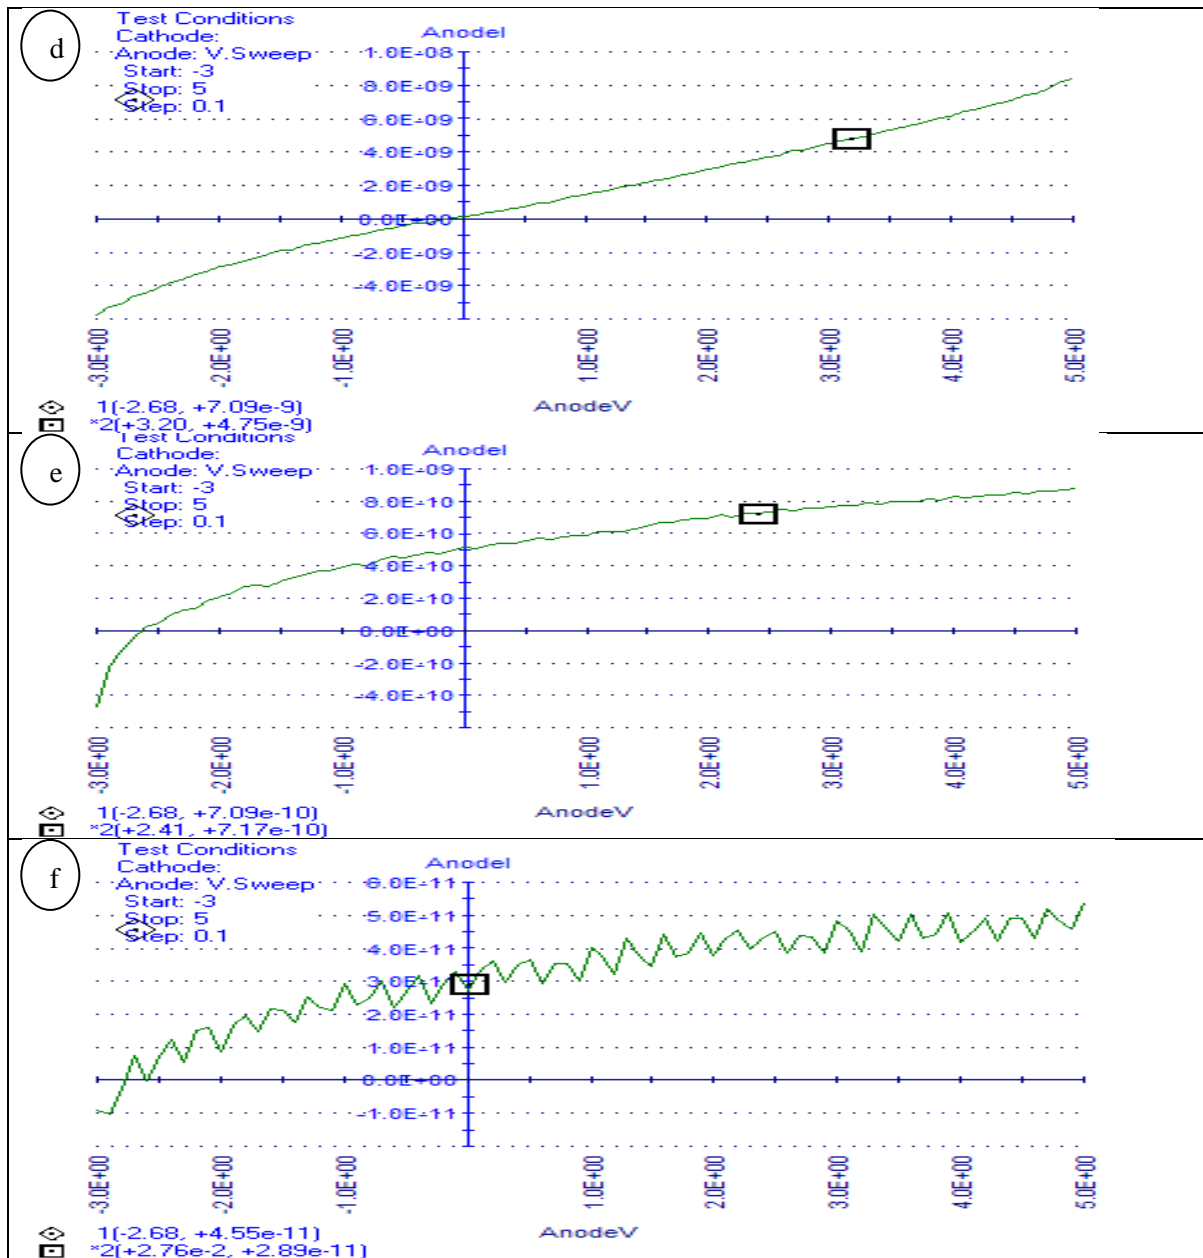 d
Test Conditions
Cathode:
Anode: V.Sweep
Start: -3
Stop: 5
Step: 0.1
AnodeI
1.0E-08
8.0E-09
6.0E-09
4.0E-09
2.0E-09
0.0E+00
-2.0E-09
-4.0E-09
-3.0E+00
-2.0E+00
-1.0E+00
1.0E+00
2.0E+00
3.0E+00
4.0E+00
5.0E+00
1(-2.68, +7.09e-9)
AnodeV
*2(+3.20, +4.75e-9)
e
Test Conditions
Cathode:
Anode: V.Sweep
Start: -3
Stop: 5
Step: 0.1
AnodeI
1.0E-09
8.0E-10
6.0E-10
4.0E-10
2.0E-10
0.0E+00
-2.0E-10
-4.0E-10
-3.0E+00
-2.0E+00
-1.0E+00
1.0E+00
2.0E+00
3.0E+00
4.0E+00
5.0E+00
1(-2.68, +7.09e-10)
AnodeV
*2(+2.41, +7.17e-10)
f
Test Conditions
Cathode:
Anode: V.Sweep
Start: -3
Stop: 5
Step: 0.1
AnodeI
6.0E-11
5.0E-11
4.0E-11
3.0E-11
2.0E-11
1.0E-11
0.0E+00
-1.0E-11
-3.0E+00
-2.0E+00
-1.0E+00
1.0E+00
2.0E+00
3.0E+00
4.0E+00
5.0E+00
1(-2.68, +4.55e-11)
AnodeV
*2(+2.76e-2, +2.89e-11)